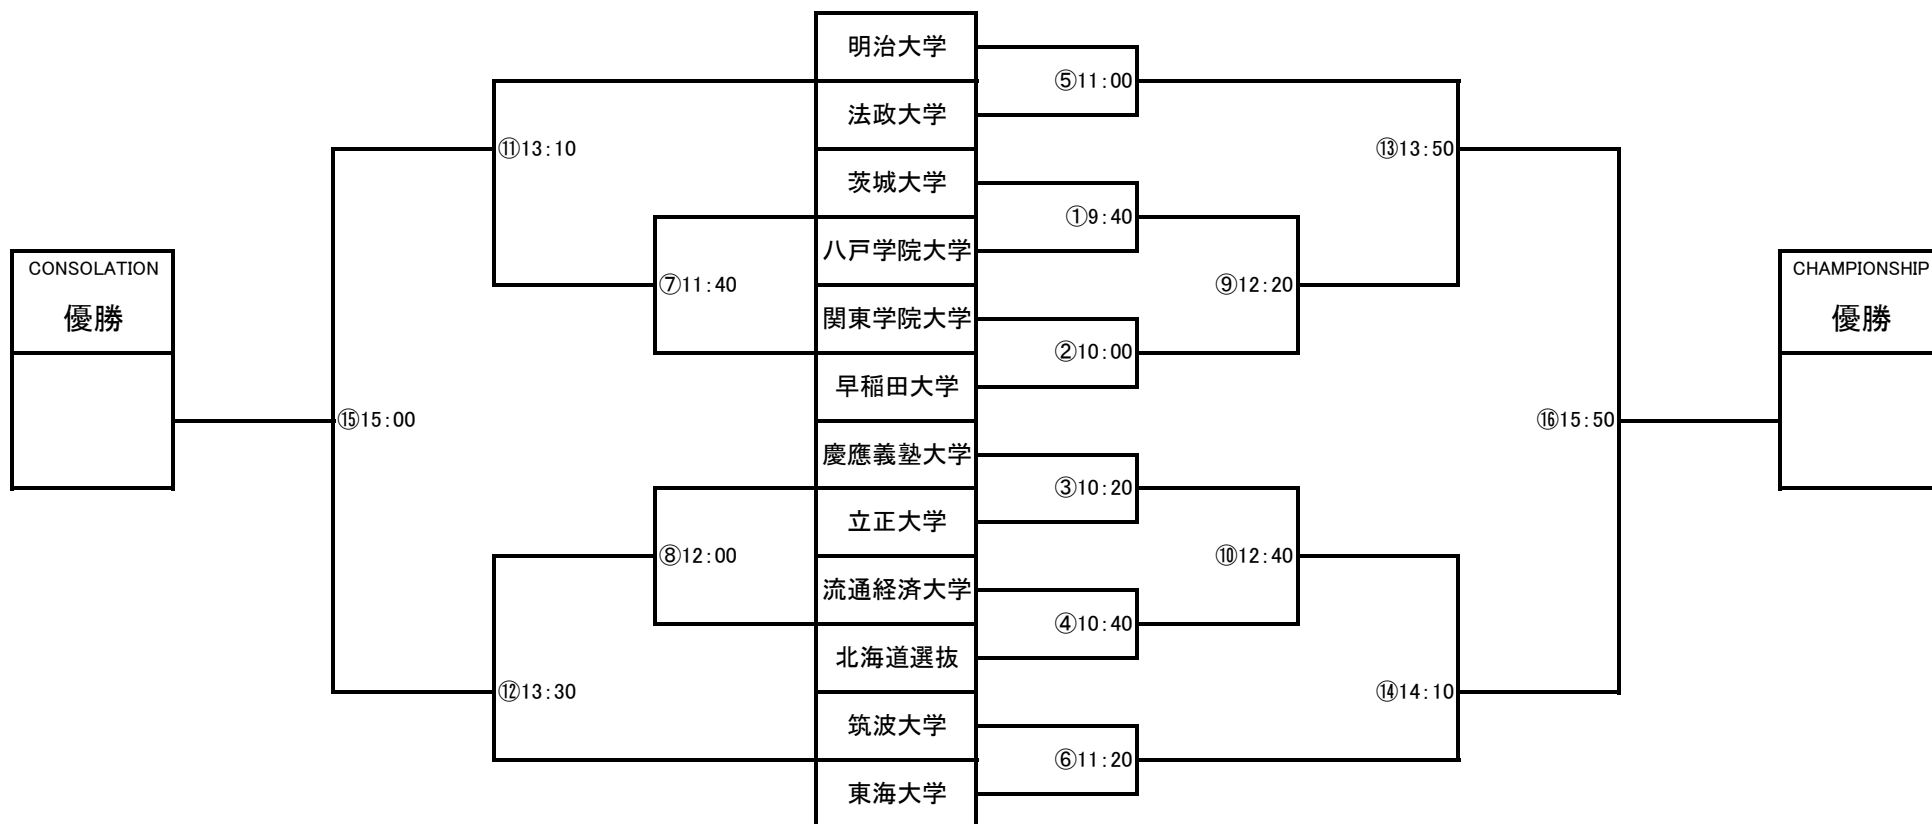 明治大学
⑤11:00
法政大学
⑪13:10
⑬13:50
茨城大学
①9:40
八戸学院大学
CONSOLATION
優勝
CHAMPIONSHIP
優勝
⑦11:40
⑨12:20
関東学院大学
②10:00
早稲田大学
⑮15:00
⑯15:50
慶應義塾大学
③10:20
立正大学
⑧12:00
⑩12:40
流通経済大学
④10:40
北海道選抜
⑫13:30
⑭14:10
筑波大学
⑥11:20
東海大学